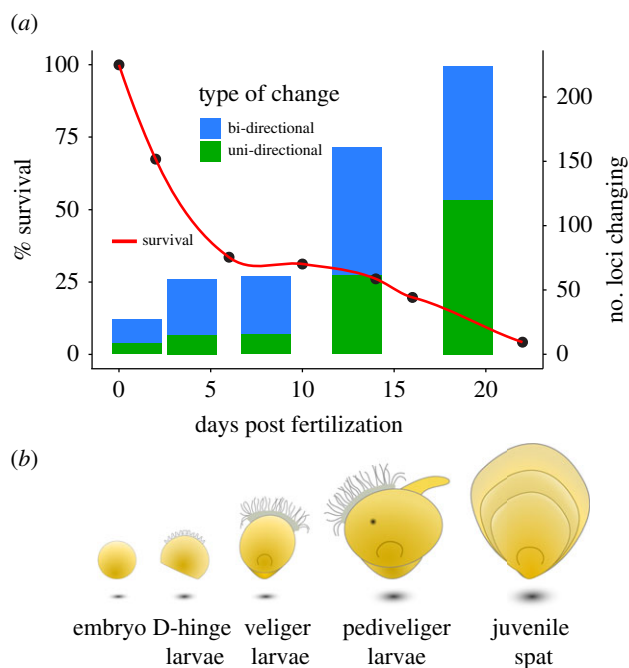 (a)
100
75
50
25
0
% survival
type of change
bi-directional
uni-directional
survival
200
150
100
50
0
no. loci changing
0 5 10 15 20
days post fertilization
(b)
embryo D-hinge larvae veliger larvae pediveliger larvae juvenile spat